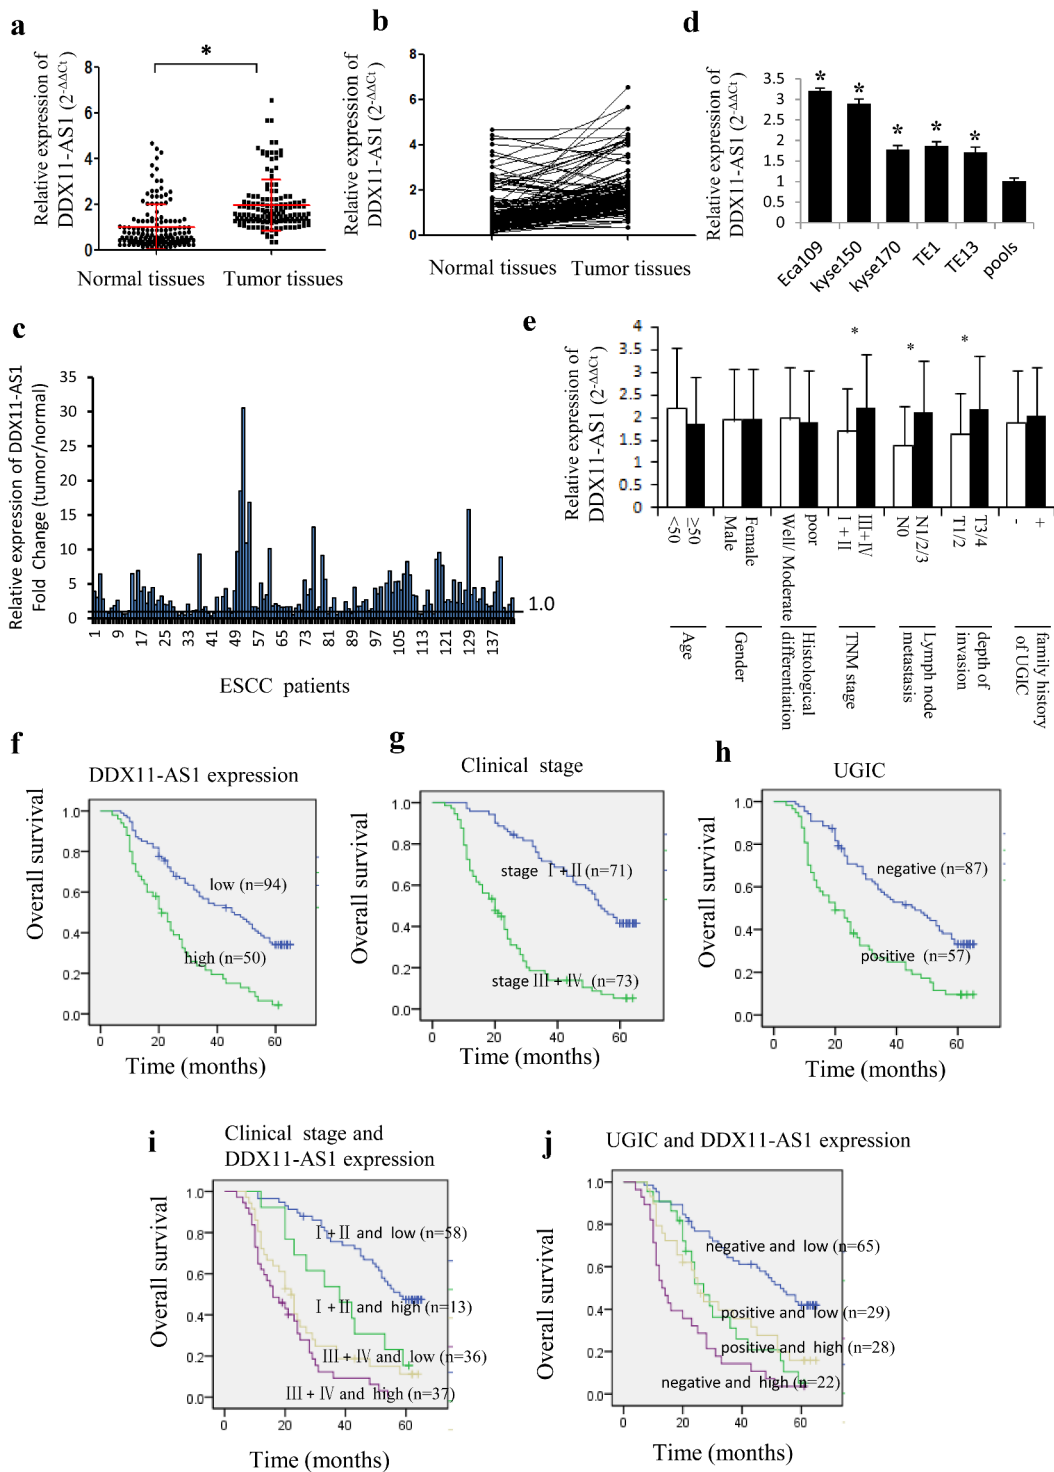 a
Relative expression of
DDX11-AS1 (2-ΔΔCt)
*
8
6
4
2
0
Normal tissues
Tumor tissues
b
Relative expression of
DDX11-AS1 (2-ΔΔCt)
8
6
4
2
0
Normal tissues
Tumor tissues
d
Relative expression of
DDX11-AS1 (2-ΔΔCt)
3.5
3
2.5
2
1.5
1
0.5
0
* * * * *
Eca109
kyse150
kyse170
TE1
TE13
pools
c
Relative expression of DDX11-AS1
Fold Change (tumor/normal)
35
30
25
20
15
10
5
0
1.0
1 9 17 25 33 41 49 57 65 73 81 89 97 105 113 121 129 137
ESCC patients
e
Relative expression of
DDX11-AS1 (2-ΔΔCt)
4
3.5
3
2.5
2
1.5
1
0.5
0
* * *
<50
≥50
Male
Female
Well/ Moderate
poor
I + II
III+IV
N0
N1/2/3
T1/2
T3/4
-
+
Age
Gender
Histological
differentiation
TNM stage
Lymph node
metastasis
depth of
invasion
family history
of UGIC
f
DDX11-AS1 expression
Overall survival
1.0
0.8
0.6
0.4
0.2
0.0
low (n=94)
high (n=50)
0 20 40 60
Time (months)
g
Clinical stage
Overall survival
1.0
0.8
0.6
0.4
0.2
0.0
stage I + II (n=71)
stage III + IV (n=73)
0 20 40 60
Time (months)
h
UGIC
Overall survival
1.0
0.8
0.6
0.4
0.2
0.0
negative (n=87)
positive (n=57)
0 20 40 60
Time (months)
i
Clinical stage and
DDX11-AS1 expression
Overall survival
1.0
0.8
0.6
0.4
0.2
0.0
I + II and low (n=58)
I + II and high (n=13)
III + IV and low (n=36)
III + IV and high (n=37)
0 20 40 60
Time (months)
j
UGIC and DDX11-AS1 expression
Overall survival
1.0
0.8
0.6
0.4
0.2
0.0
negative and low (n=65)
positive and low (n=29)
positive and high (n=28)
negative and high (n=22)
0 20 40 60
Time (months)